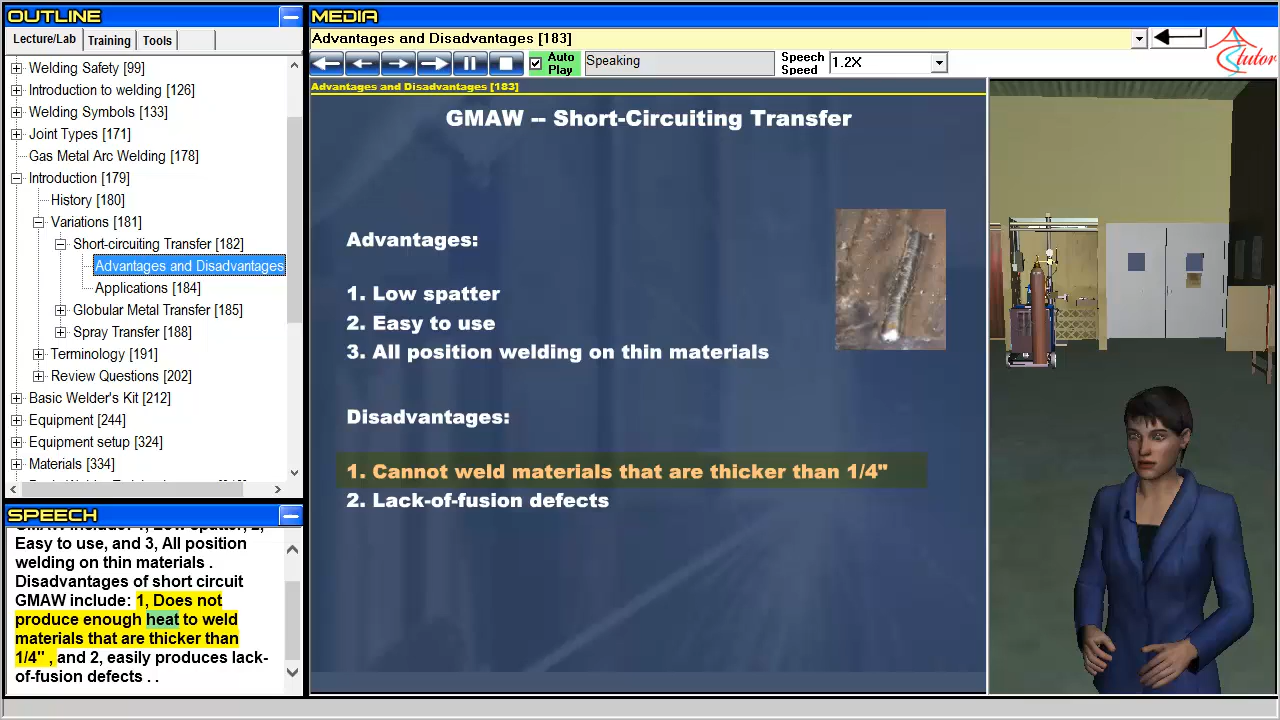 OUTLINE
Lecture/Lab Training Tools
Welding Safety [99]
Introduction to welding [126]
Welding Symbols [133]
Joint Types [171]
Gas Metal Arc Welding [178]
Introduction [179]
History [180]
Variations [181]
Short-circuiting Transfer [182]
Advantages and Disadvantages
Applications [184]
Globular Metal Transfer [185]
Spray Transfer [188]
Terminology [191]
Review Questions [202]
Basic Welder's Kit [212]
Equipment [244]
Equipment setup [324]
Materials [334]
SPEECH
GMAW include: 1, Low spatter, 2,
Easy to use, and 3, All position
welding on thin materials .
Disadvantages of short circuit
GMAW include: 1, Does not
produce enough heat to weld
materials that are thicker than
1/4" , and 2, easily produces lack-
of-fusion defects . .
MEDIA
Advantages and Disadvantages [183]
Auto
Play
Speaking
Speech
Speed
1.2X
tutor
Advantages and Disadvantages [183]
GMAW -- Short-Circuiting Transfer
Advantages:
1. Low spatter
2. Easy to use
3. All position welding on thin materials
Disadvantages:
1. Cannot weld materials that are thicker than 1/4"
2. Lack-of-fusion defects